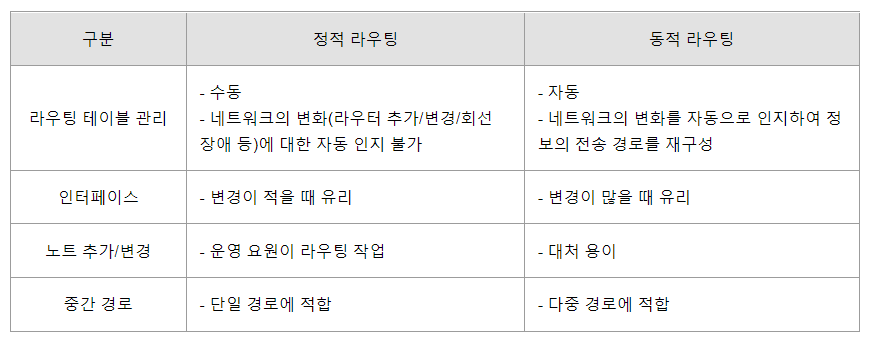 구분 정적 라우팅 동적 라우팅
라우팅 테이블 관리
- 수동
- 네트워크의 변화(라우터 추가/변경/회선
장애 등)에 대한 자동 인지 불가
- 자동
- 네트워크의 변화를 자동으로 인지하여 정
보의 전송 경로를 재구성
인터페이스 - 변경이 적을 때 유리 - 변경이 많을 때 유리
노트 추가/변경 - 운영 요원이 라우팅 작업 - 대처 용이
중간 경로 - 단일 경로에 적합 - 다중 경로에 적합